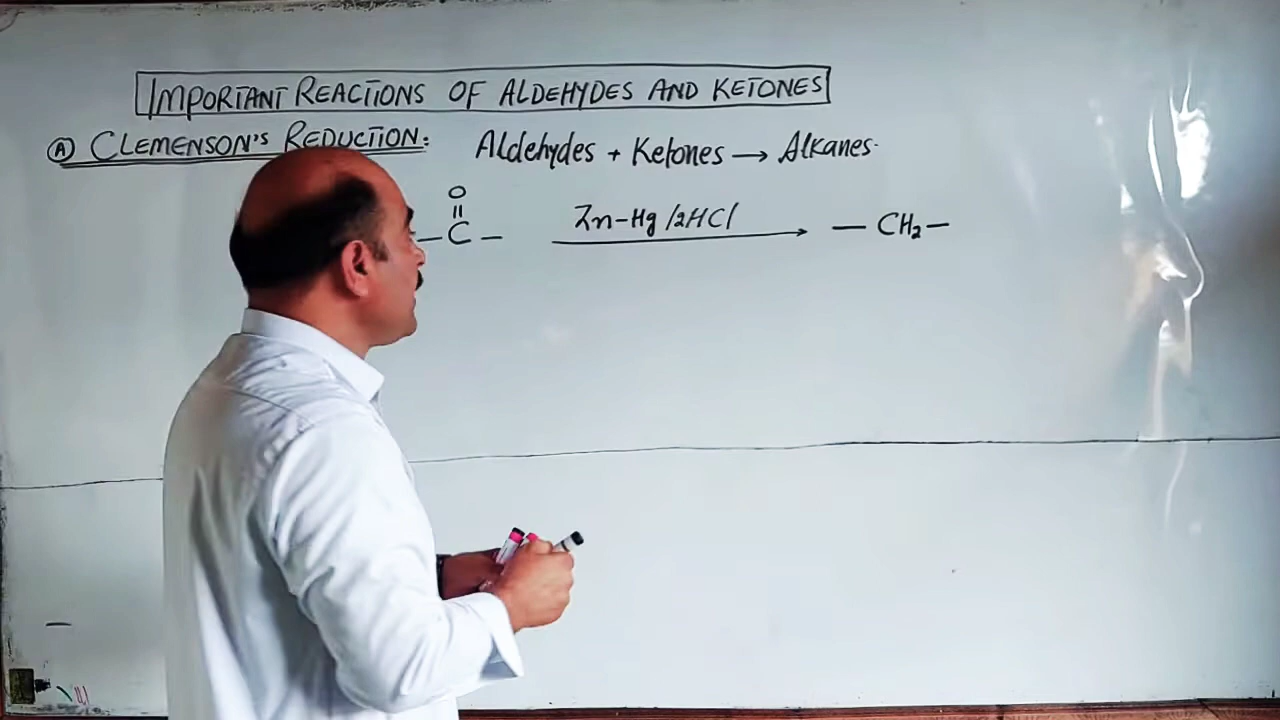 IMPORTANT REACTIONS OF ALDEHYDES AND KETONES
Ⓐ CLEMENSON'S REDUCTION: Aldehydes + Ketones → Alkanes.
O
||
—C— Zn-Hg/2HCl → —CH₂—